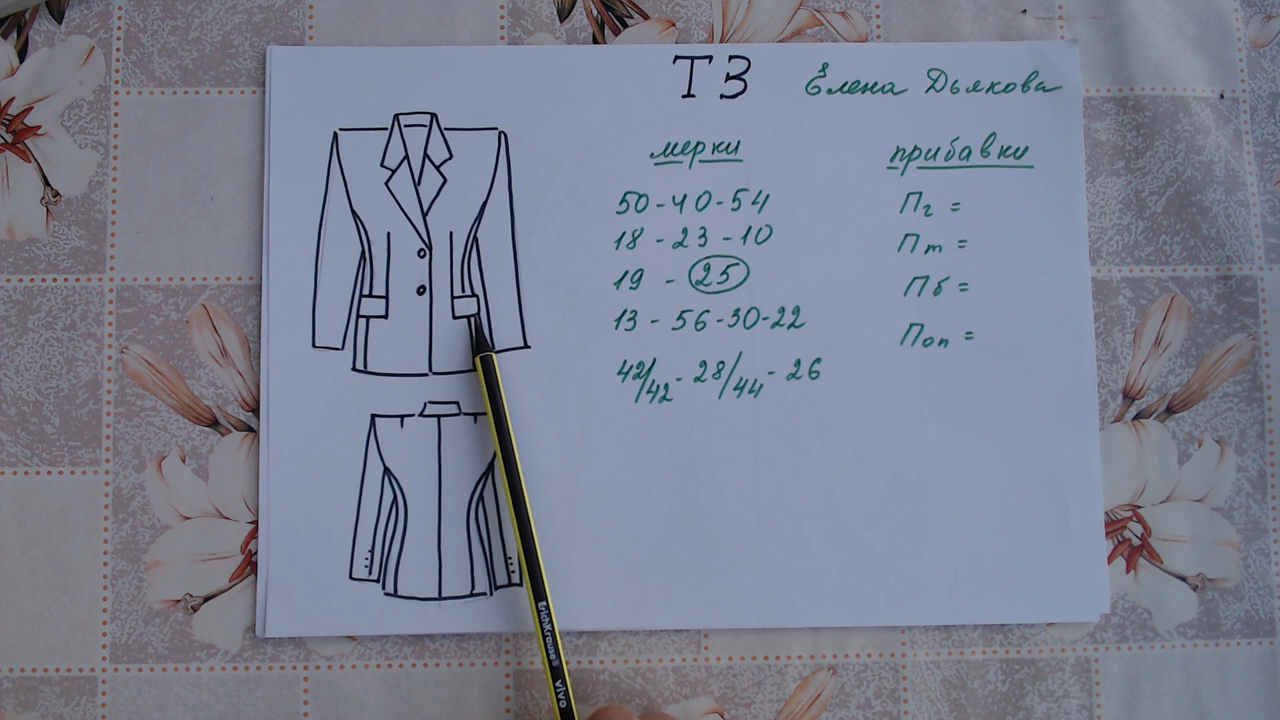 ТЗ Елена Дьякова
мерки прибавки
50-40-54 Пг =
18-23-10 Пт =
19 - 25 Пб =
13-56-30-22 Поп =
42/42 - 28/44 - 26
ErichKrause® vivo